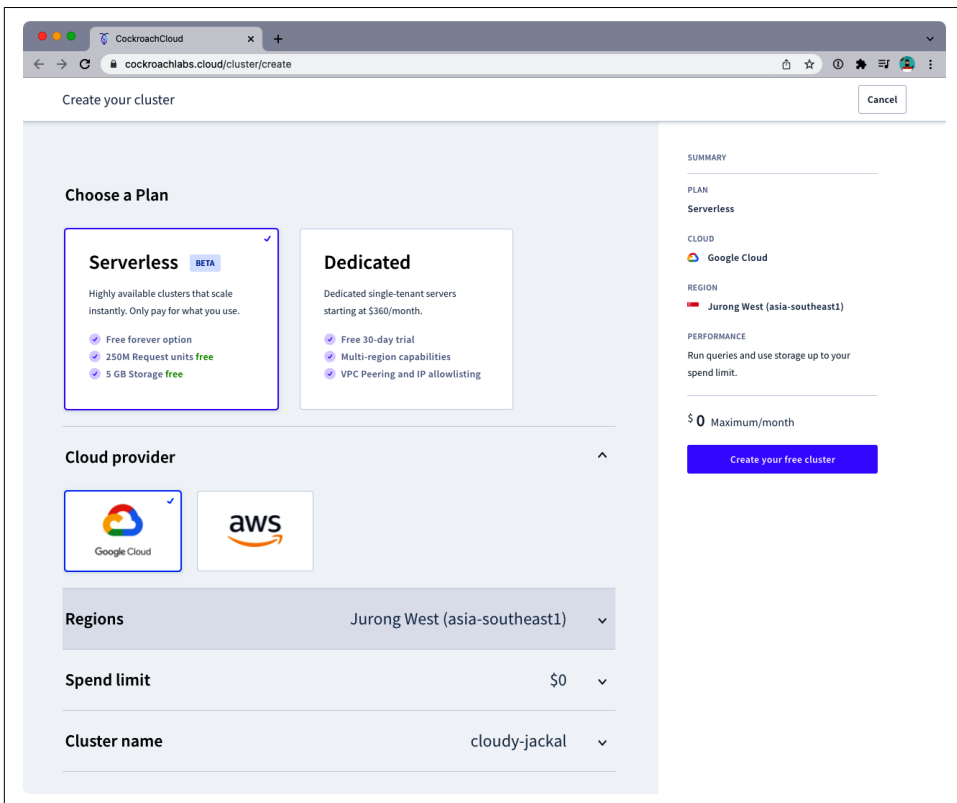 CockroachCloud
cockroachlabs.cloud/cluster/create
Create your cluster
Cancel
Choose a Plan
Serverless BETA
Highly available clusters that scale
instantly. Only pay for what you use.
Free forever option
250M Request units free
5 GB Storage free
Dedicated
Dedicated single-tenant servers
starting at $360/month.
Free 30-day trial
Multi-region capabilities
VPC Peering and IP allowlisting
Cloud provider
Google Cloud
aws
Regions Jurong West (asia-southeast1)
Spend limit $0
Cluster name cloudy-jackal
SUMMARY
PLAN
Serverless
CLOUD
Google Cloud
REGION
Jurong West (asia-southeast1)
PERFORMANCE
Run queries and use storage up to your
spend limit.
$ 0 Maximum/month
Create your free cluster